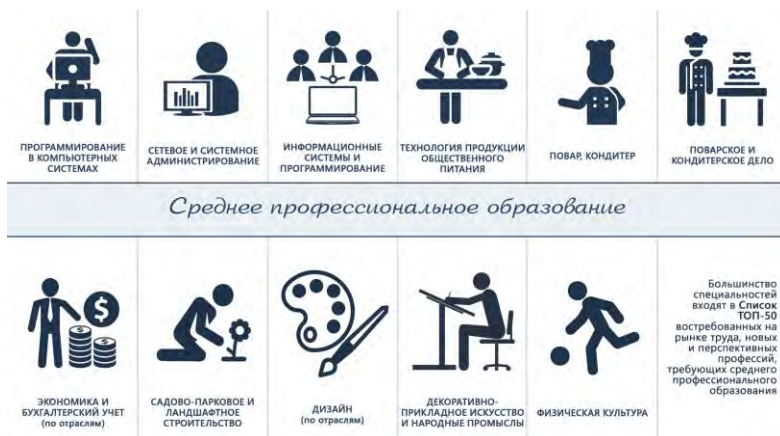 ПРОГРАММИРОВАНИЕ
В КОМПЬЮТЕРНЫХ
СИСТЕМАХ
СЕТЕВОЕ И СИСТЕМНОЕ
АДМИНИСТРИРОВАНИЕ
ИНФОРМАЦИОННЫЕ
СИСТЕМЫ И
ПРОГРАММИРОВАНИЕ
ТЕХНОЛОГИЯ ПРОДУКЦИИ
ОБЩЕСТВЕННОГО
ПИТАНИЯ
ПОВАР, КОНДИТЕР
ПОВАРСКОЕ И
КОНДИТЕРСКОЕ ДЕЛО
Среднее профессиональное образование
ЭКОНОМИКА И
БУХГАЛТЕРСКИЙ УЧЕТ
(по отраслям)
САДОВО-ПАРКОВОЕ И
ЛАНДШАФТНОЕ
СТРОИТЕЛЬСТВО
ДИЗАЙН
(по отраслям)
ДЕКОРАТИВНО-
ПРИКЛАДНОЕ ИСКУССТВО
И НАРОДНЫЕ ПРОМЫСЛЫ
ФИЗИЧЕСКАЯ КУЛЬТУРА
Большинство
специальностей
входят в Список
ТОП-50
востребованных на
рынке труда, новых
и перспективных
профессий,
требующих среднего
профессионального
образования